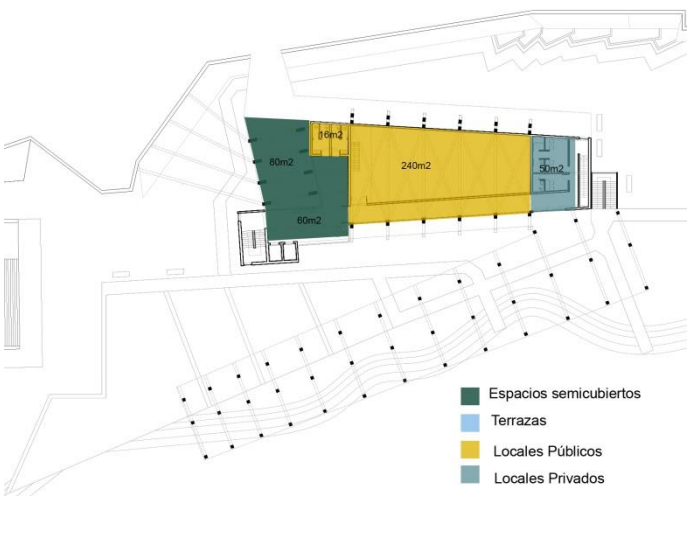 16m2
80m2
240m2
50m2
60m2
Espacios semicubiertos
Terrazas
Locales Públicos
Locales Privados